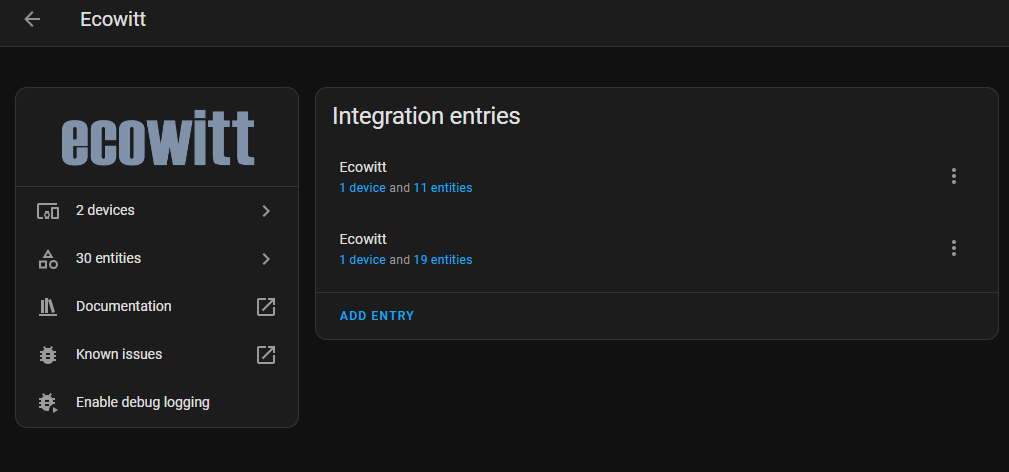 Ecowitt
ecowitt
2 devices
30 entities
Documentation
Known issues
Enable debug logging
Integration entries
Ecowitt
1 device and 11 entities
Ecowitt
1 device and 19 entities
ADD ENTRY